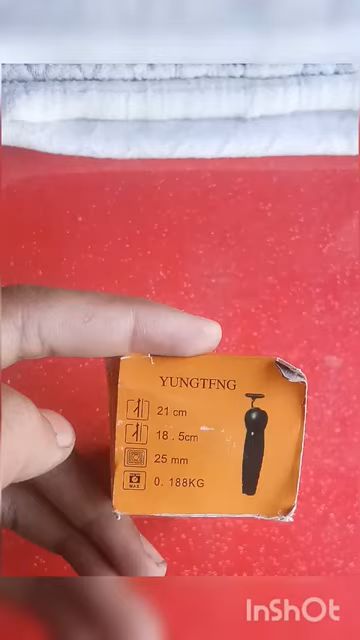 YUNGTFNG
21 cm
18.5cm
25 mm
MAX
0.188KG
InShOt